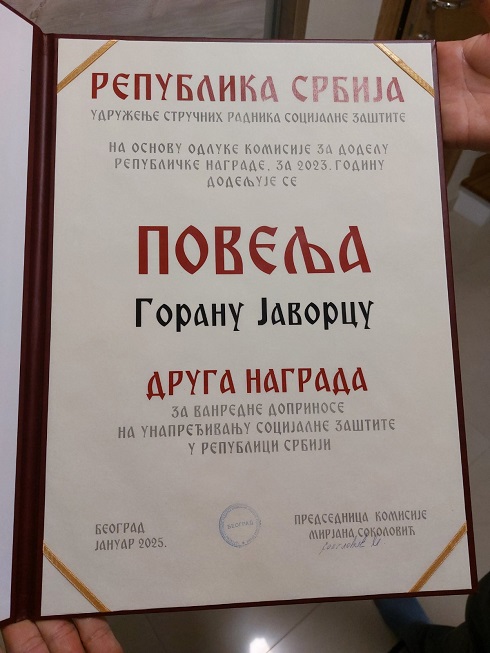 РЕПУБЛИКА СРБИЈА
УДРУЖЕЊЕ СТРУЧНИХ РАДНИКА СОЦИЈАЛНЕ ЗАШТИТЕ
НА ОСНОВУ ОДЛУКЕ КОМИСИЈЕ ЗА ДОДЕЛУ
РЕПУБЛИЧКЕ НАГРАДЕ, ЗА 2023. ГОДИНУ
ДОДЕЉУЈЕ СЕ
ПОВЕЉА
Горану Јаворцу
ДРУГА НАГРАДА
ЗА ВАНРЕДНЕ ДОПРИНОСЕ
НА УНАПРЕЂИВАЊУ СОЦИЈАЛНЕ ЗАШТИТЕ
У РЕПУБЛИЦИ СРБИЈИ
БЕОГРАД
ЈАНУАР 2025.
БЕОГРАД
ПРЕДСЕДНИЦА КОМИСИЈЕ
МИРЈАНА СОКОЛОВИЋ